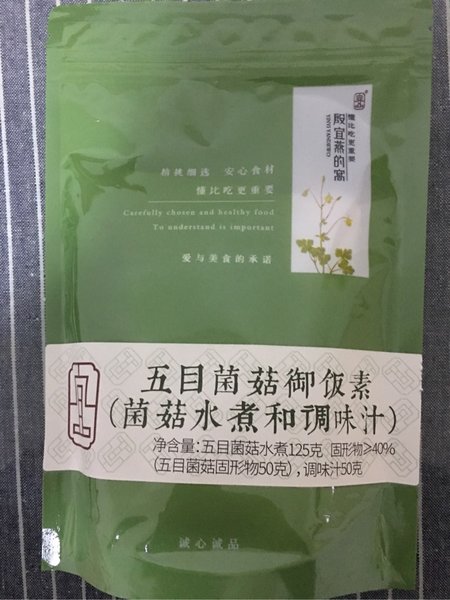 懂比吃更重要
殷宜燕的窩
YINYI YANDEWO
精挑細选 安心食材
懂比吃更重要
Carefully chosen and healthy food
To understand is important
爱与美食的承诺
五目菌菇御饭素
(菌菇水煮和调味汁)
净含量:五目菌菇水煮125克 固形物≥40%
(五目菌菇固形物50克),调味汁50克
诚心诚品